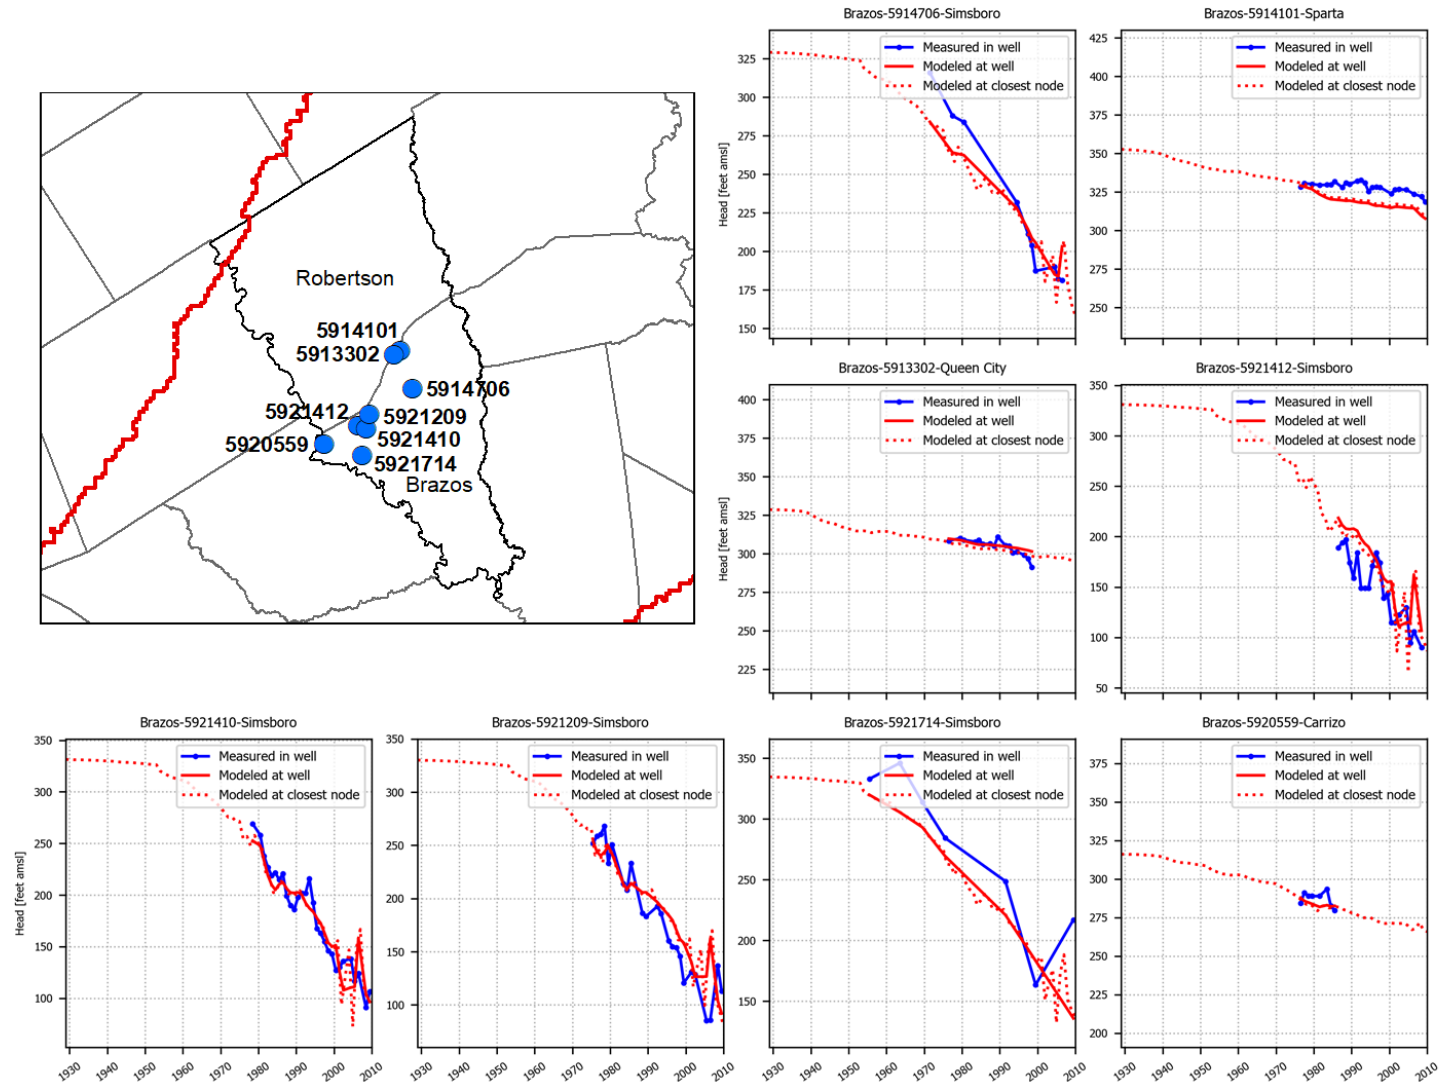 Brazos-5914706-Simsboro
Measured in well
Modeled at well
Modeled at closest node
Head [feet amsl]
325
300
275
250
225
200
175
150
Brazos-5914101-Sparta
Measured in well
Modeled at well
Modeled at closest node
425
400
375
350
325
300
275
250
Robertson
5914101
5913302
5914706
5921412
5921209
5920559
5921410
5921714
Brazos
Brazos-5913302-Queen City
Measured in well
Modeled at well
Modeled at closest node
Head [feet amsl]
400
375
350
325
300
275
250
225
Brazos-5921412-Simsboro
Measured in well
Modeled at well
Modeled at closest node
350
300
250
200
150
100
50
Brazos-5921410-Simsboro
Measured in well
Modeled at well
Modeled at closest node
Head [feet amsl]
350
300
250
200
150
100
1930 1940 1950 1960 1970 1980 1990 2000 2010
Brazos-5921209-Simsboro
Measured in well
Modeled at well
Modeled at closest node
350
300
250
200
150
100
1930 1940 1950 1960 1970 1980 1990 2000 2010
Brazos-5921714-Simsboro
Measured in well
Modeled at well
Modeled at closest node
350
300
250
200
150
1930 1940 1950 1960 1970 1980 1990 2000 2010
Brazos-5920559-Carrizo
Measured in well
Modeled at well
Modeled at closest node
375
350
325
300
275
250
225
200
1930 1940 1950 1960 1970 1980 1990 2000 2010